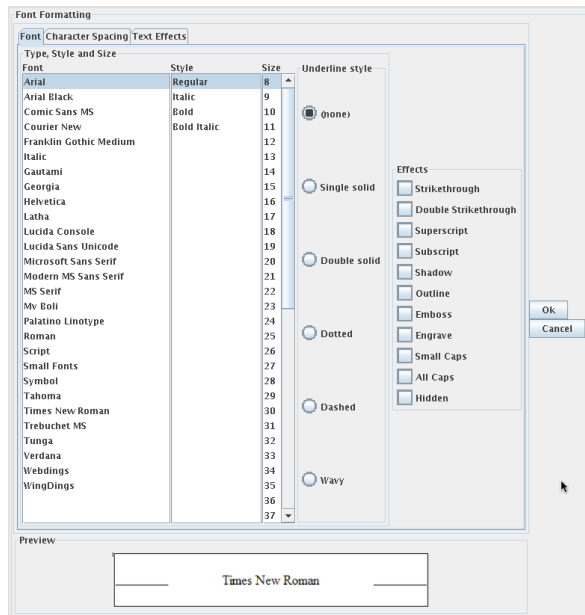 Font Formatting
Font Character Spacing Text Effects
Type, Style and Size
Font Style Size
Arial Regular 8
Arial Black Italic 9
Comic Sans MS Bold 10
Courier New Bold Italic 11
Franklin Gothic Medium 12
Italic 13
Gautami 14
Georgia 15
Helvetica 16
Latha 17
Lucida Console 18
Lucida Sans Unicode 19
Microsoft Sans Serif 20
Modern MS Sans Serif 21
MS Serif 22
Mv Boli 23
Palatino Linotype 24
Roman 25
Script 26
Small Fonts 27
Symbol 28
Tahoma 29
Times New Roman 30
Trebuchet MS 31
Tunga 32
Verdana 33
Webdings 34
WingDings 35
36
37
Underline style
(none)
Single solid
Double solid
Dotted
Dashed
Wavy
Effects
Strikethrough
Double Strikethrough
Superscript
Subscript
Shadow
Outline
Emboss
Engrave
Small Caps
All Caps
Hidden
Ok
Cancel
Preview
Times New Roman